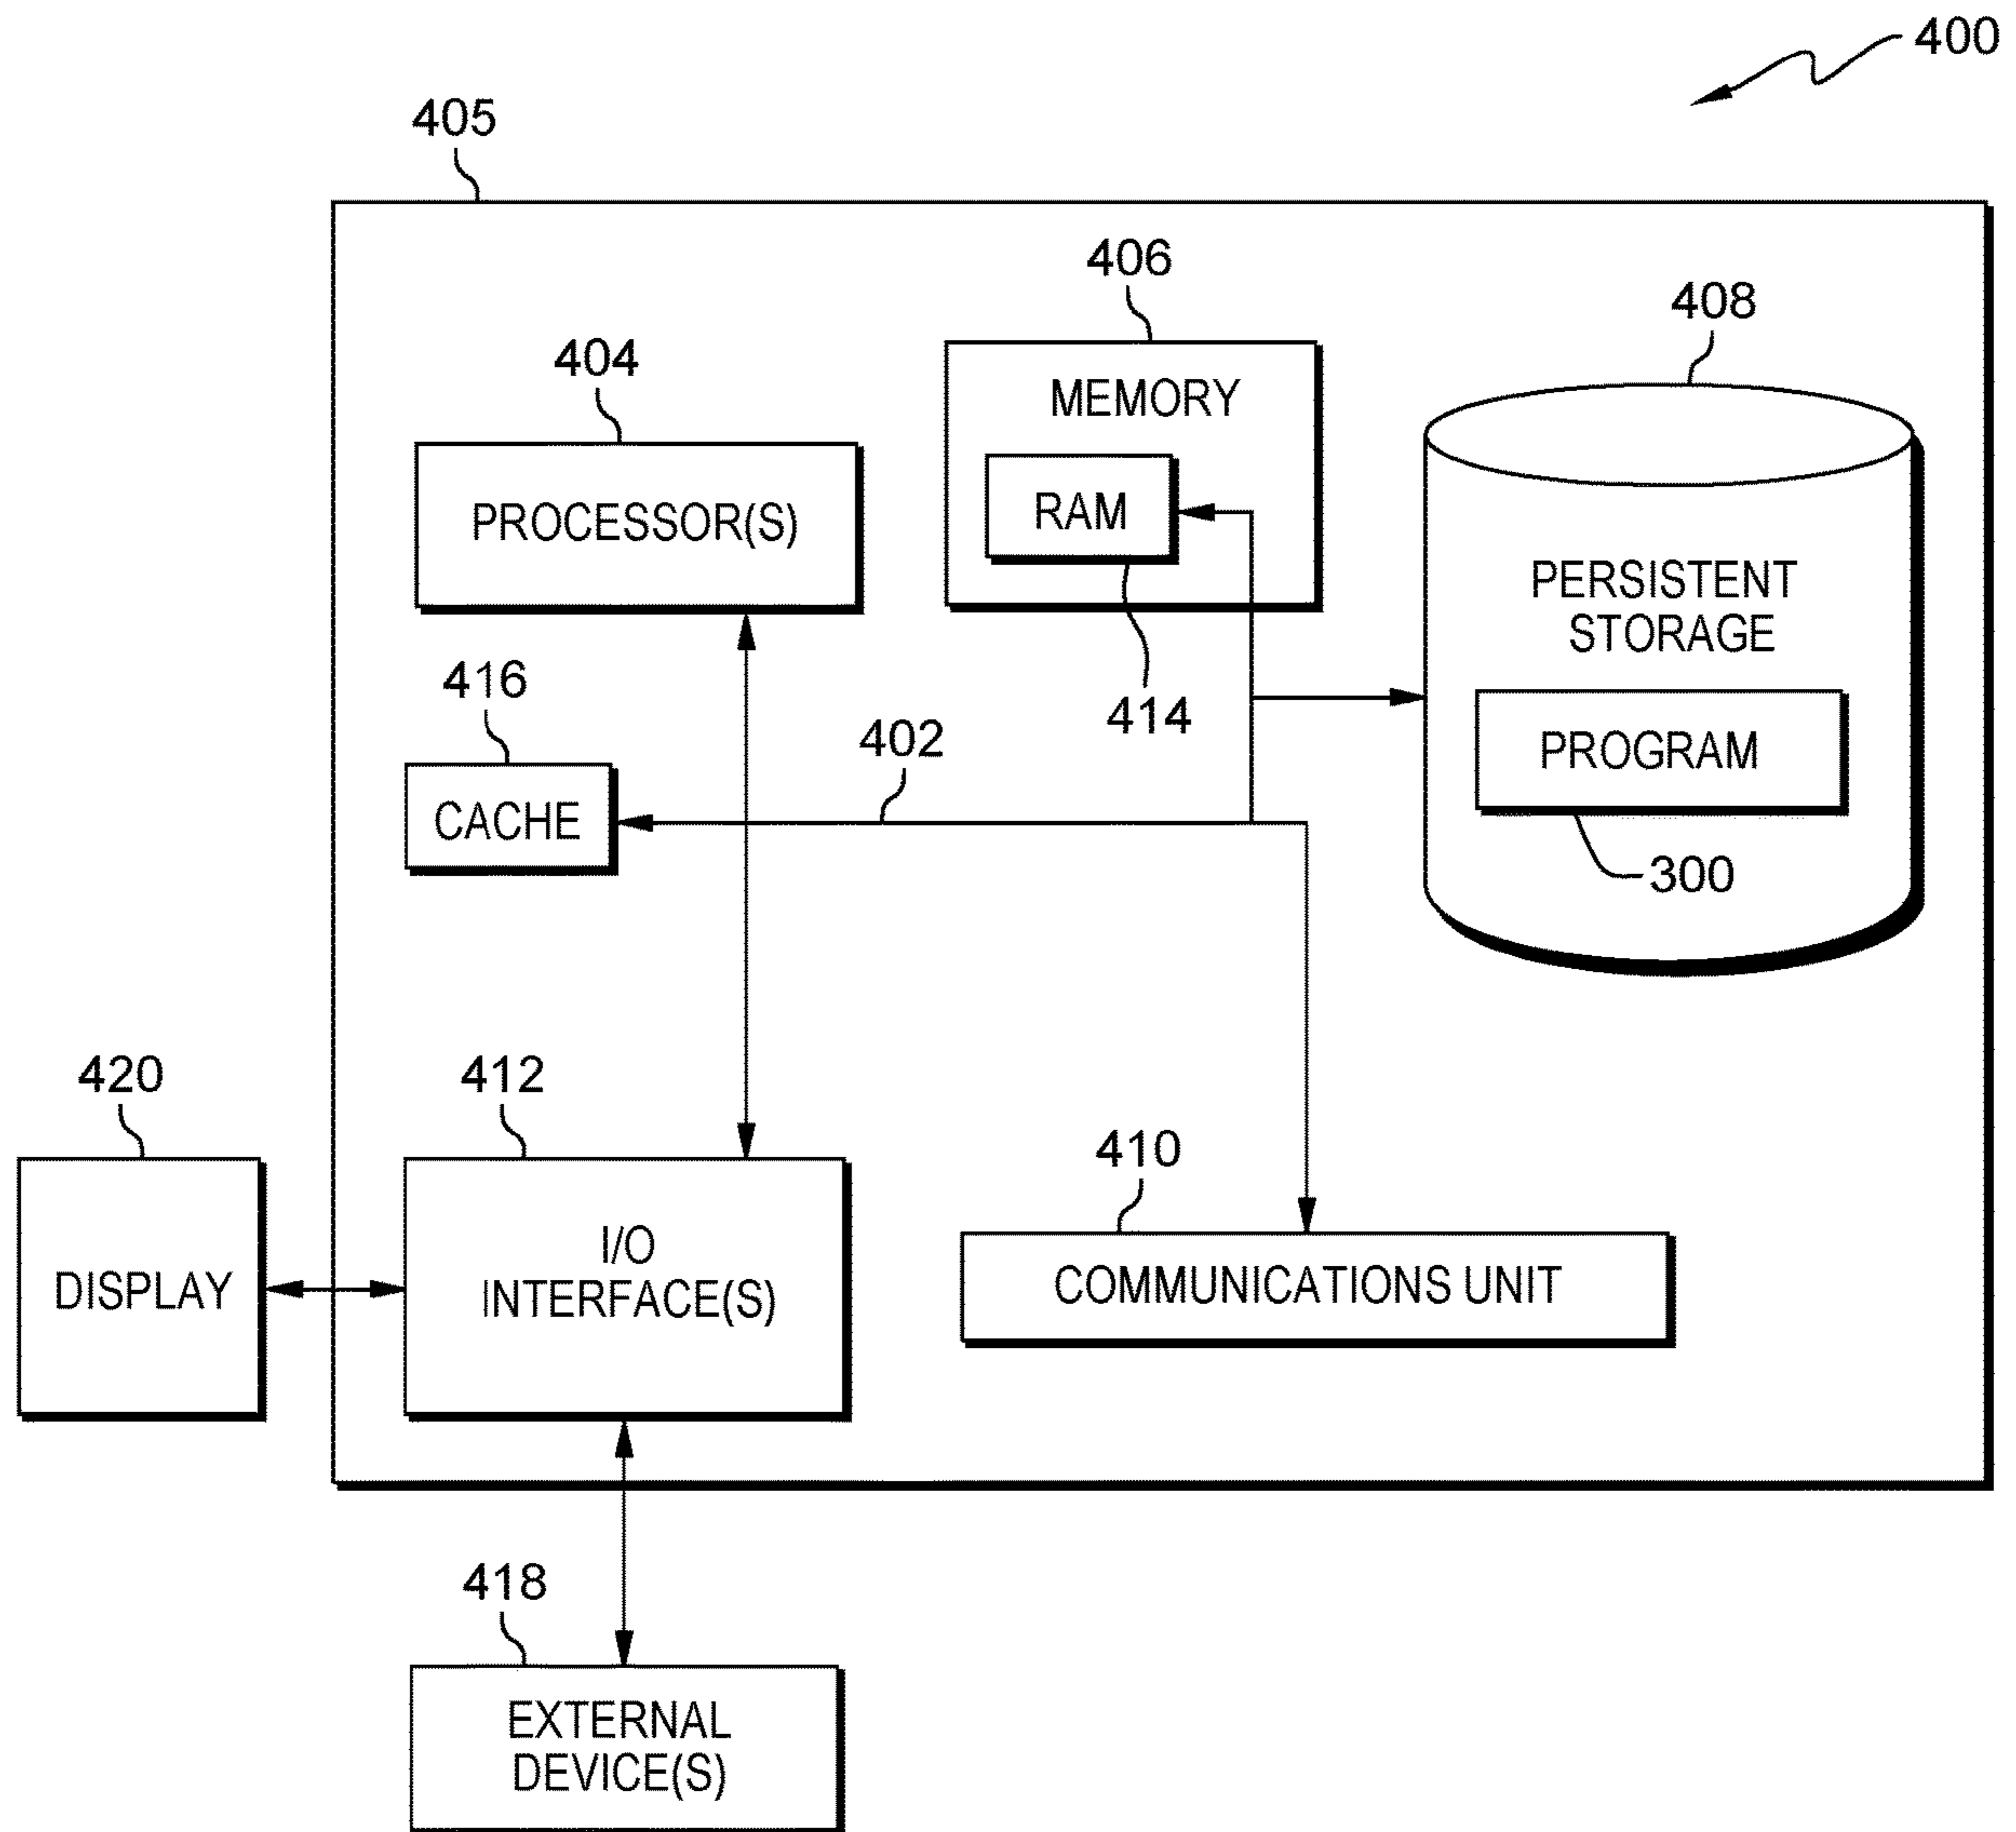 400
405
406
408
404
MEMORY
PROCESSOR(S)
RAM
PERSISTENT
STORAGE
416
414
402
PROGRAM
CACHE
300
420
412
410
I/O
INTERFACE(S)
DISPLAY
COMMUNICATIONS UNIT
418
EXTERNAL
DEVICE(S)